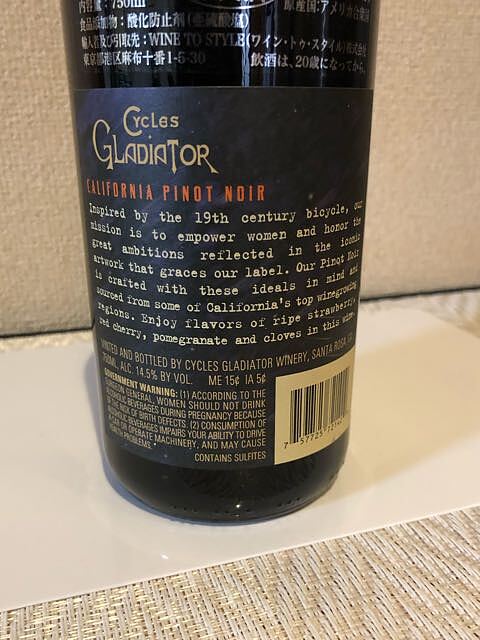 内容量:750ml
原産国:アメリカ合衆国
食品添加物:酸化防止剤(亜硫酸塩)
輸入者及び引取先:WINE TO STYLE(ワイン・トゥ・スタイル)株式会社
東京都港区麻布十番1-5-30 飲酒は、20歳になってから。
Cycles
GLADIATOR
CALIFORNIA PINOT NOIR
Inspired by the 19th century bicycle, our
mission is to empower women and honor the
great ambitions reflected in the iconic
artwork that graces our label. Our Pinot Noir
is crafted with these ideals in mind and
sourced from some of California's top winegrowing
regions. Enjoy flavors of ripe strawberry,
red cherry, pomegranate and cloves in this wine.
VINTED AND BOTTLED BY CYCLES GLADIATOR WINERY, SANTA ROSA, CA
750ML, ALC. 14.5% BY VOL. ME 15¢ IA 5¢
GOVERNMENT WARNING: (1) ACCORDING TO THE
SURGEON GENERAL, WOMEN SHOULD NOT DRINK
ALCOHOLIC BEVERAGES DURING PREGNANCY BECAUSE
OF THE RISK OF BIRTH DEFECTS. (2) CONSUMPTION OF
ALCOHOLIC BEVERAGES IMPAIRS YOUR ABILITY TO DRIVE
A CAR OR OPERATE MACHINERY, AND MAY CAUSE
HEALTH PROBLEMS.
CONTAINS SULFITES